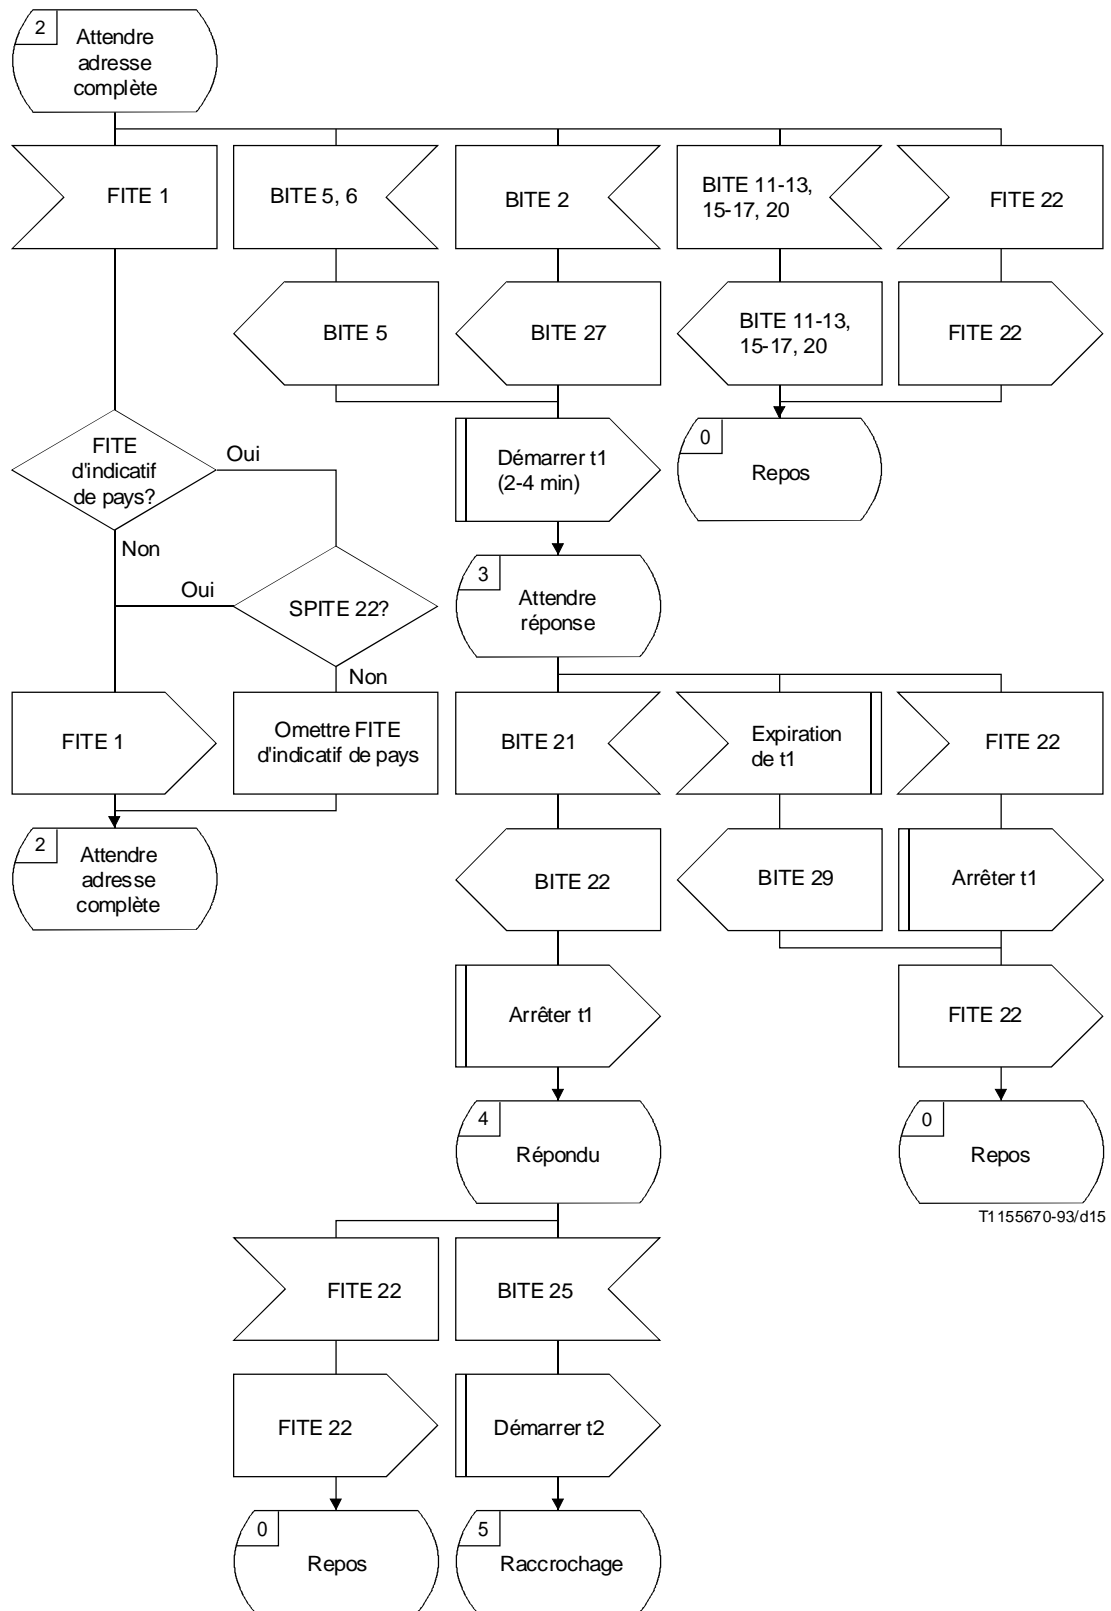 2
Attendre
adresse
complète
FITE 1
BITE 5, 6
BITE 2
BITE 11-13,
15-17, 20
FITE 22
BITE 5
BITE 27
BITE 11-13,
15-17, 20
FITE 22
FITE
d'indicatif
de pays?
Oui
Non
Démarrer t1
(2-4 min)
0
Repos
Oui
SPITE 22?
Non
3
Attendre
réponse
FITE 1
Omettre FITE
d'indicatif de pays
BITE 21
Expiration
de t1
FITE 22
2
Attendre
adresse
complète
BITE 22
BITE 29
Arrêter t1
Arrêter t1
FITE 22
4
Répondu
0
Repos
T1155670-93/d15
FITE 22
BITE 25
FITE 22
Démarrer t2
0
Repos
5
Raccrochage